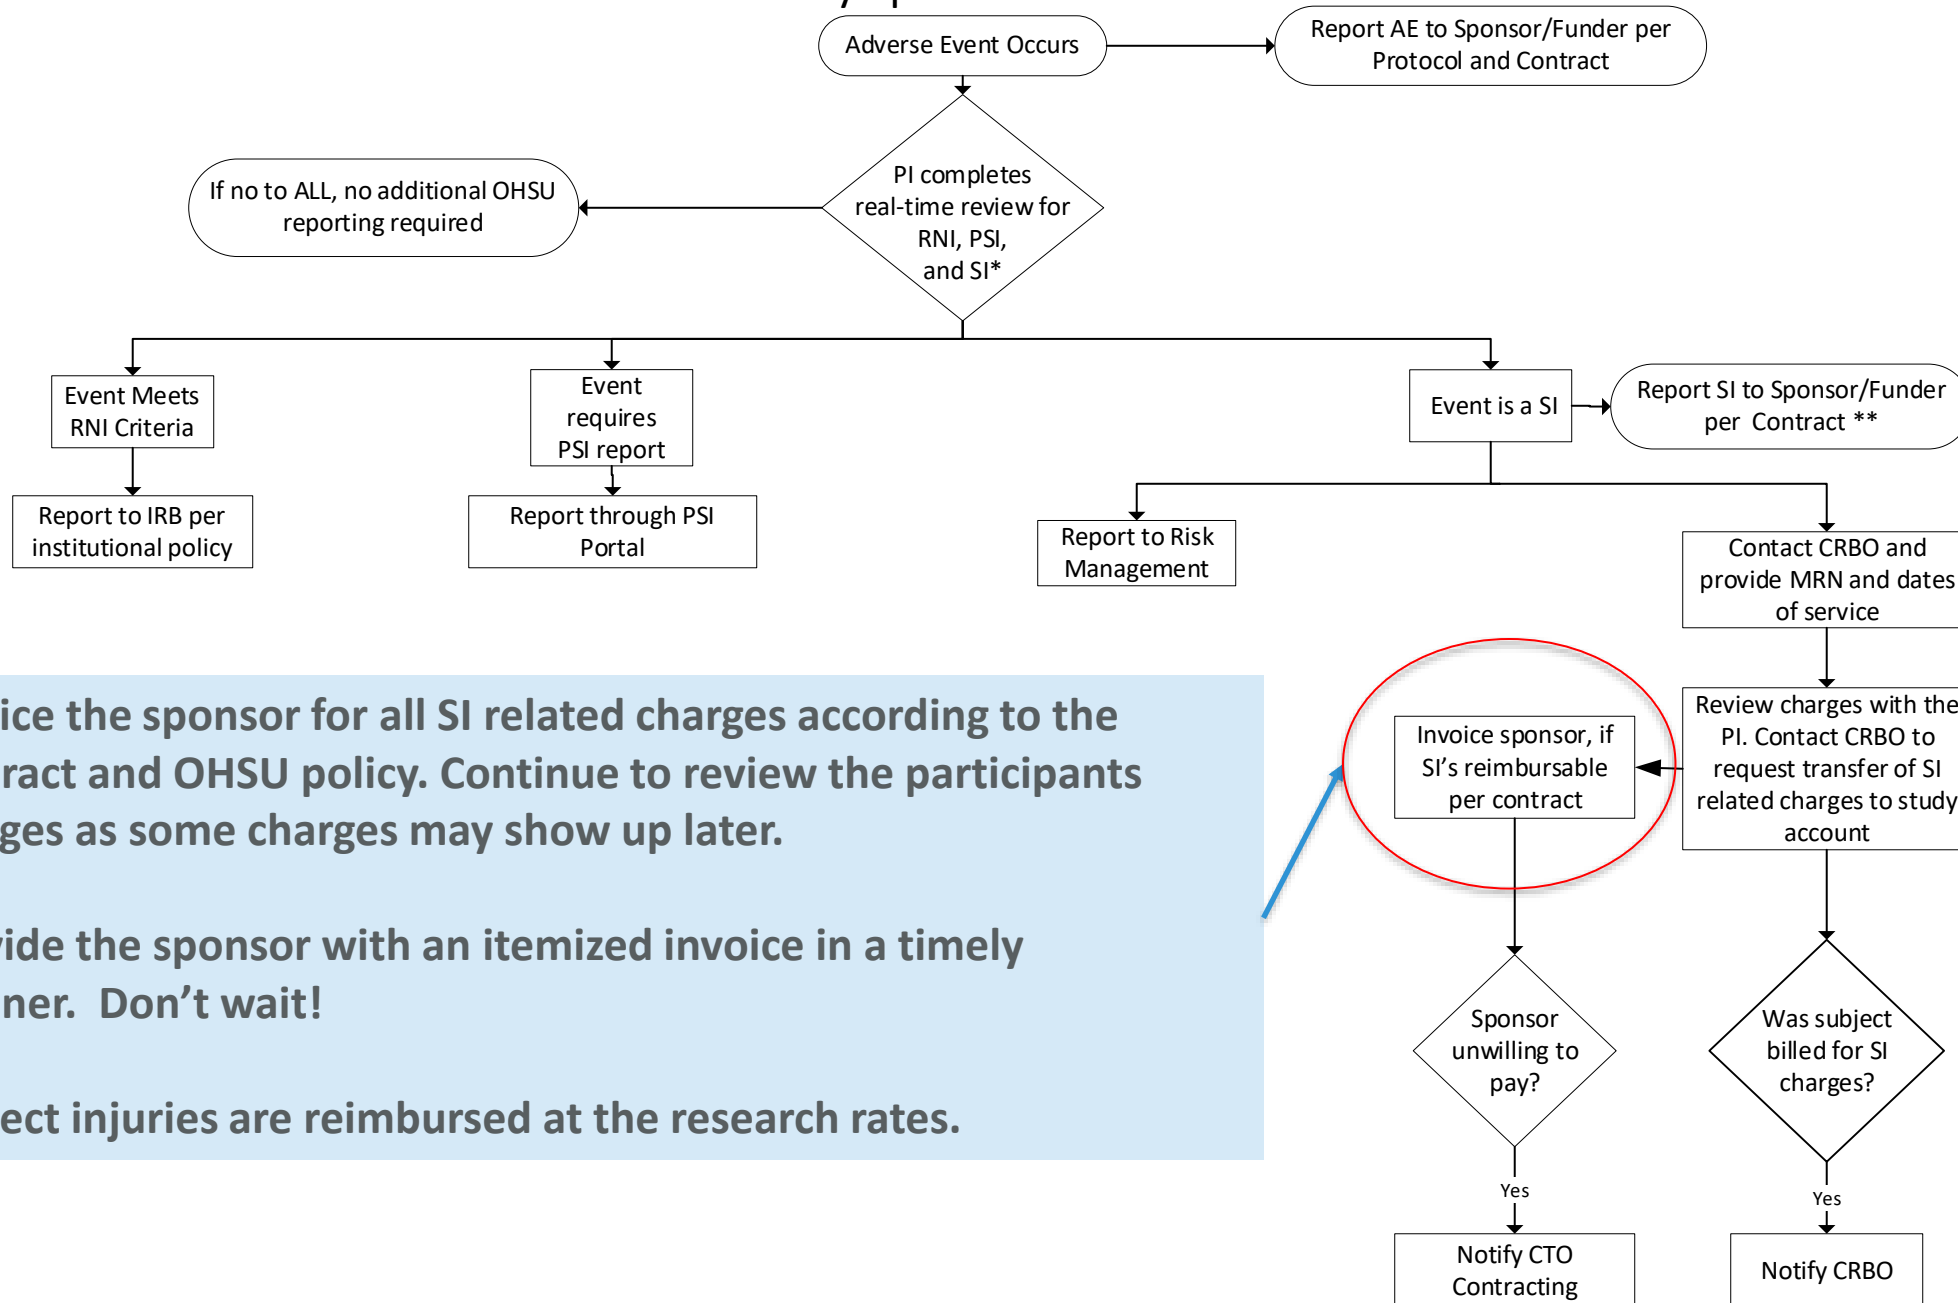 Adverse Event Occurs
Report AE to Sponsor/Funder per
Protocol and Contract
PI completes
real-time review for
RNI, PSI,
and SI*
If no to ALL, no additional OHSU
reporting required
Event Meets
RNI Criteria
Event
requires
PSI report
Event is a SI
Report SI to Sponsor/Funder
per Contract **
Report to IRB per
institutional policy
Report through PSI
Portal
Report to Risk
Management
Contact CRBO and
provide MRN and dates
of service
ice the sponsor for all SI related charges according to the
ract and OHSU policy. Continue to review the participants
ges as some charges may show up later.
vide the sponsor with an itemized invoice in a timely
ner. Don’t wait!
ect injuries are reimbursed at the research rates.
Invoice sponsor, if
SI’s reimbursable
per contract
Review charges with the
PI. Contact CRBO to
request transfer of SI
related charges to study
account
Sponsor
unwilling to
pay?
Was subject
billed for SI
charges?
Yes
Yes
Notify CTO
Contracting
Notify CRBO